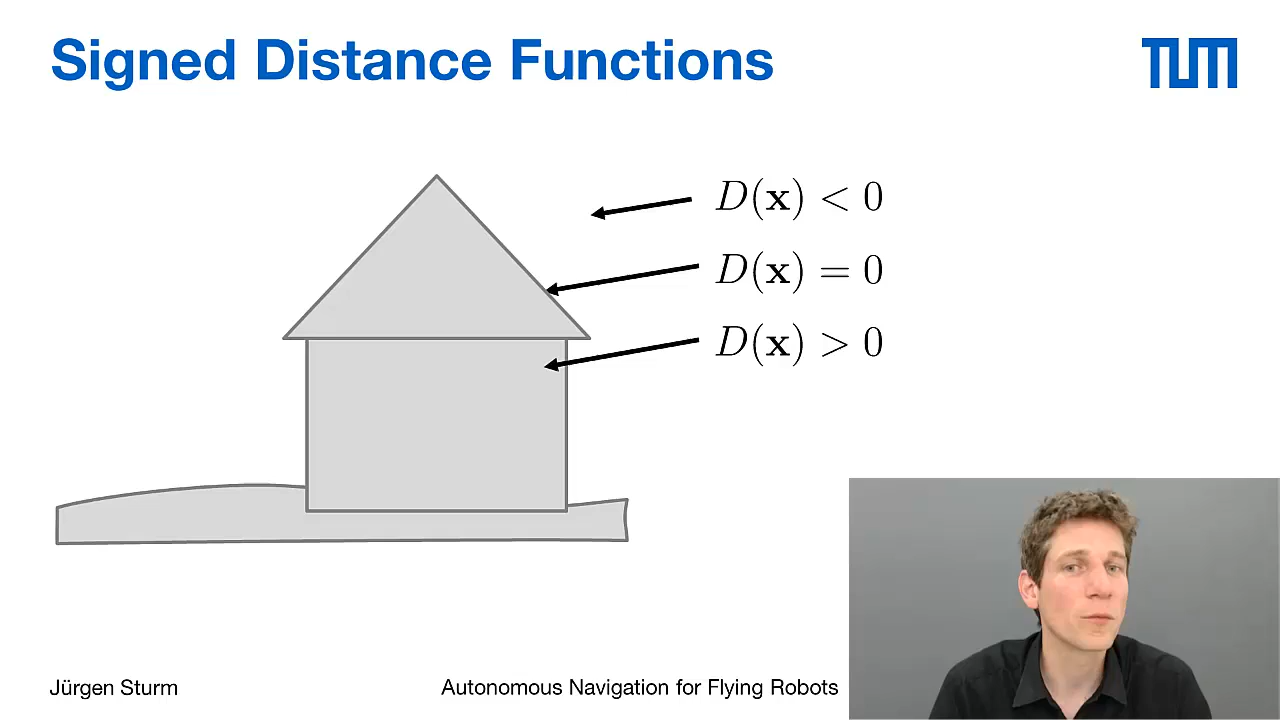 Signed Distance Functions
TUM
D(x) < 0
D(x) = 0
D(x) > 0
Jürgen Sturm
Autonomous Navigation for Flying Robots